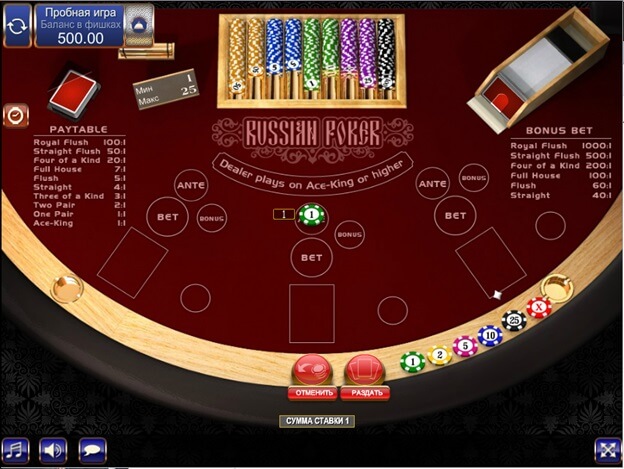 Пробная игра
Баланс в фишках
500.00
Мин 1
Макс 25
RUSSIAN POKER
Dealer plays on Ace-King or higher
PAYTABLE
Royal Flush 100:1
Straight Flush 50:1
Four of a Kind 20:1
Full House 7:1
Flush 5:1
Straight 4:1
Three of a Kind 3:1
Two Pair 2:1
One Pair 1:1
Ace-King 1:1
BONUS BET
Royal Flush 1000:1
Straight Flush 500:1
Four of a Kind 200:1
Full House 100:1
Flush 60:1
Straight 40:1
ANTE
BET
BONUS
1
1
BONUS
BET
ANTE
BONUS
BET
1
2
5
10
25
X
ОТМЕНИТЬ
РАЗДАТЬ
СУММА СТАВКИ 1